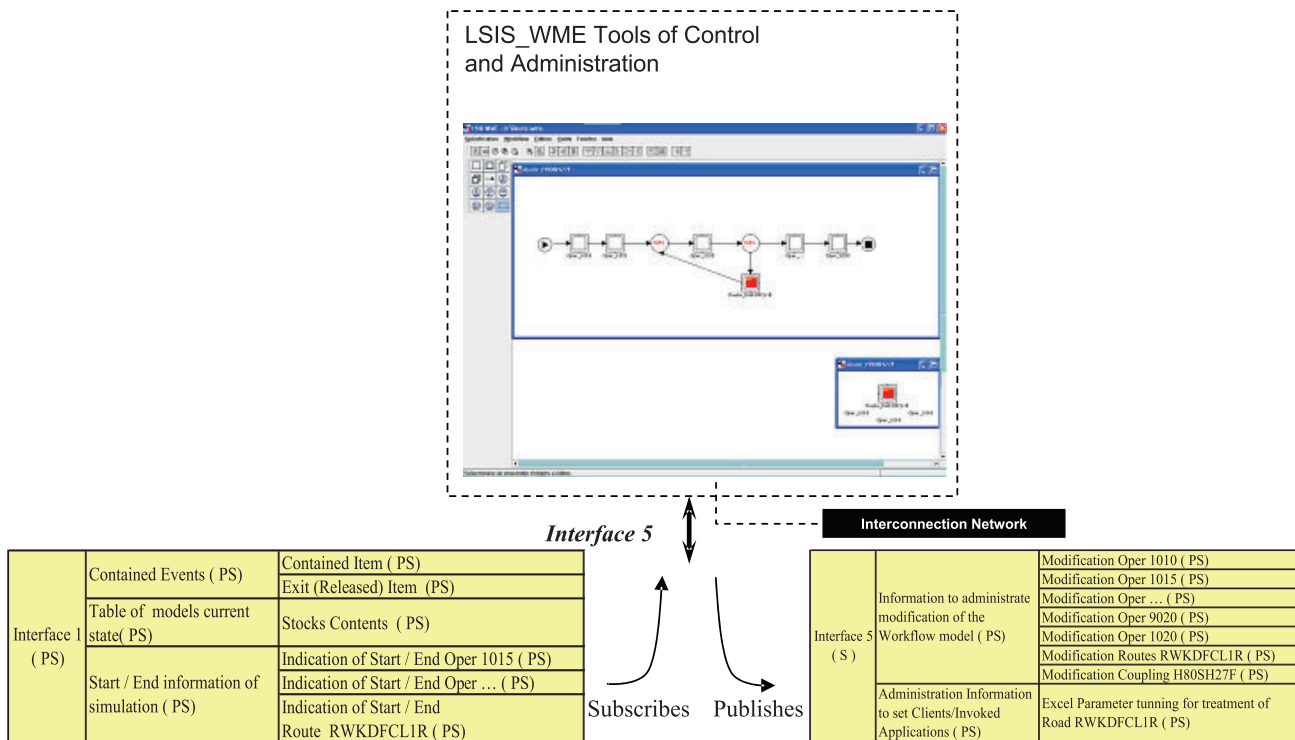 LSIS_WME Tools of Control
and Administration
Interface 5
Interconnection Network
Interface 1
( PS)
Contained Events ( PS)
Contained Item ( PS)
Exit (Released) Item (PS)
Table of models current
state( PS)
Stocks Contents ( PS)
Start / End information of
simulation ( PS)
Indication of Start / End Oper 1015 ( PS)
Indication of Start / End Oper … ( PS)
Indication of Start / End
Route RWKDFCL1R ( PS)
Subscribes
Publishes
Interface 5
( S )
Information to administrate
modification of the
Workflow model ( PS)
Modification Oper 1010 ( PS)
Modification Oper 1015 ( PS)
Modification Oper … ( PS)
Modification Oper 9020 ( PS)
Modification Oper 1020 ( PS)
Modification Routes RWKDFCL1R ( PS)
Modification Coupling H80SH27F ( PS)
Administration Information
to set Clients/Invoked
Applications ( PS)
Excel Parameter tunning for treatment of
Road RWKDFCL1R ( PS)